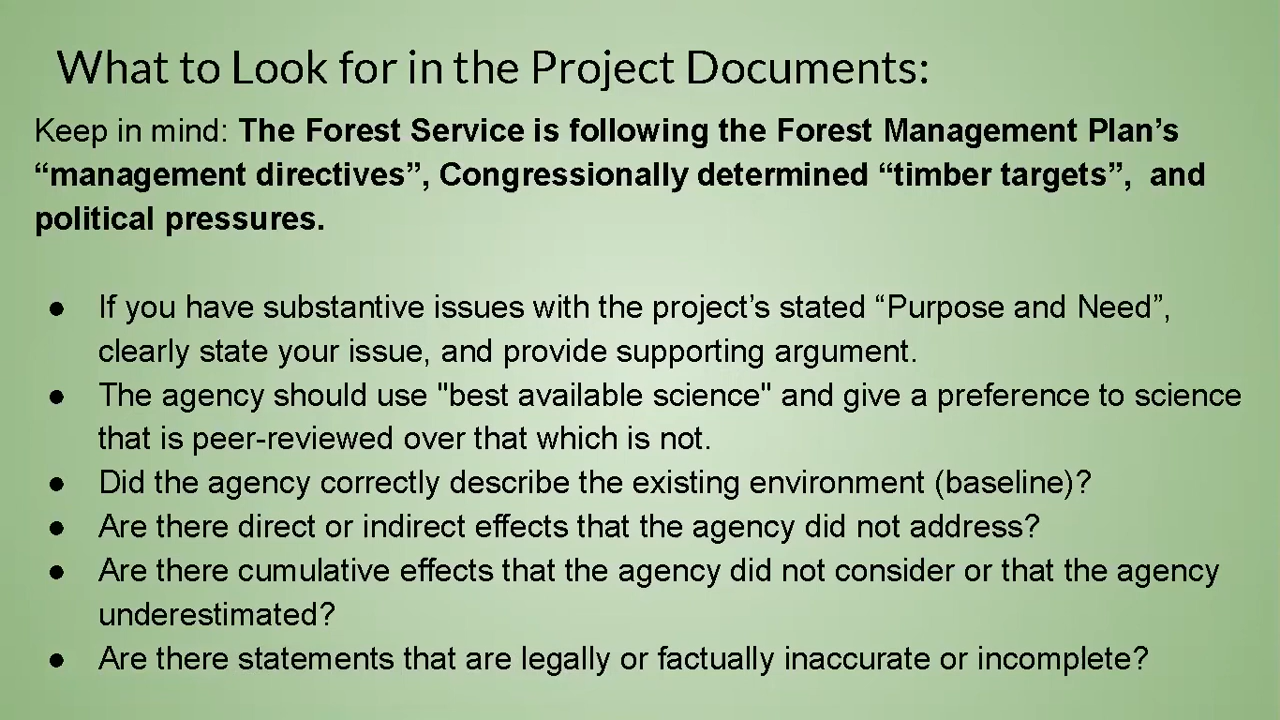 What to Look for in the Project Documents:
Keep in mind: The Forest Service is following the Forest Management Plan’s
“management directives”, Congressionally determined “timber targets”,  and
political pressures.
● If you have substantive issues with the project’s stated “Purpose and Need”,
clearly state your issue, and provide supporting argument.
● The agency should use "best available science" and give a preference to science
that is peer-reviewed over that which is not.
● Did the agency correctly describe the existing environment (baseline)?
● Are there direct or indirect effects that the agency did not address?
● Are there cumulative effects that the agency did not consider or that the agency
underestimated?
● Are there statements that are legally or factually inaccurate or incomplete?